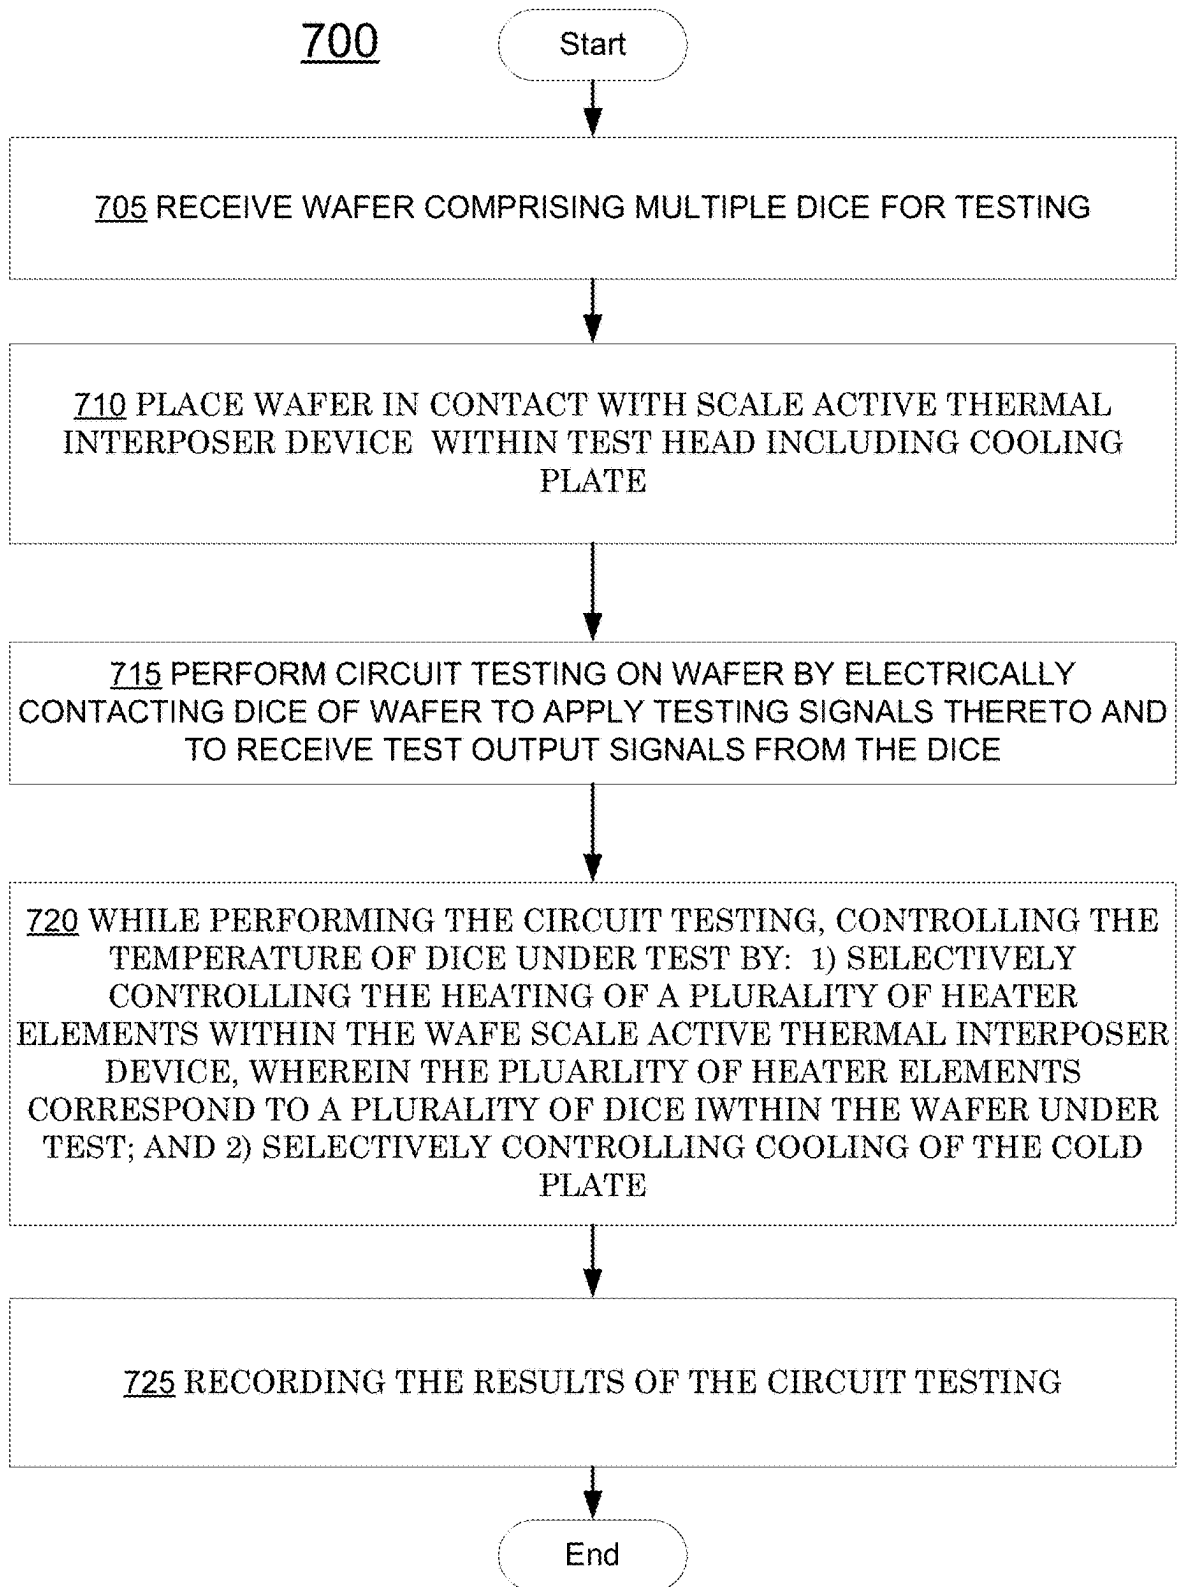 700
Start
705 RECEIVE WAFER COMPRISING MULTIPLE DICE FOR TESTING
710 PLACE WAFER IN CONTACT WITH SCALE ACTIVE THERMAL
INTERPOSER DEVICE WITHIN TEST HEAD INCLUDING COOLING
PLATE
715 PERFORM CIRCUIT TESTING ON WAFER BY ELECTRICALLY
CONTACTING DICE OF WAFER TO APPLY TESTING SIGNALS THERETO AND
TO RECEIVE TEST OUTPUT SIGNALS FROM THE DICE
720 WHILE PERFORMING THE CIRCUIT TESTING, CONTROLLING THE
TEMPERATURE OF DICE UNDER TEST BY: 1) SELECTIVELY
CONTROLLING THE HEATING OF A PLURALITY OF HEATER
ELEMENTS WITHIN THE WAFE SCALE ACTIVE THERMAL INTERPOSER
DEVICE, WHEREIN THE PLUARLITY OF HEATER ELEMENTS
CORRESPOND TO A PLURALITY OF DICE IWTHIN THE WAFER UNDER
TEST; AND 2) SELECTIVELY CONTROLLING COOLING OF THE COLD
PLATE
725 RECORDING THE RESULTS OF THE CIRCUIT TESTING
End